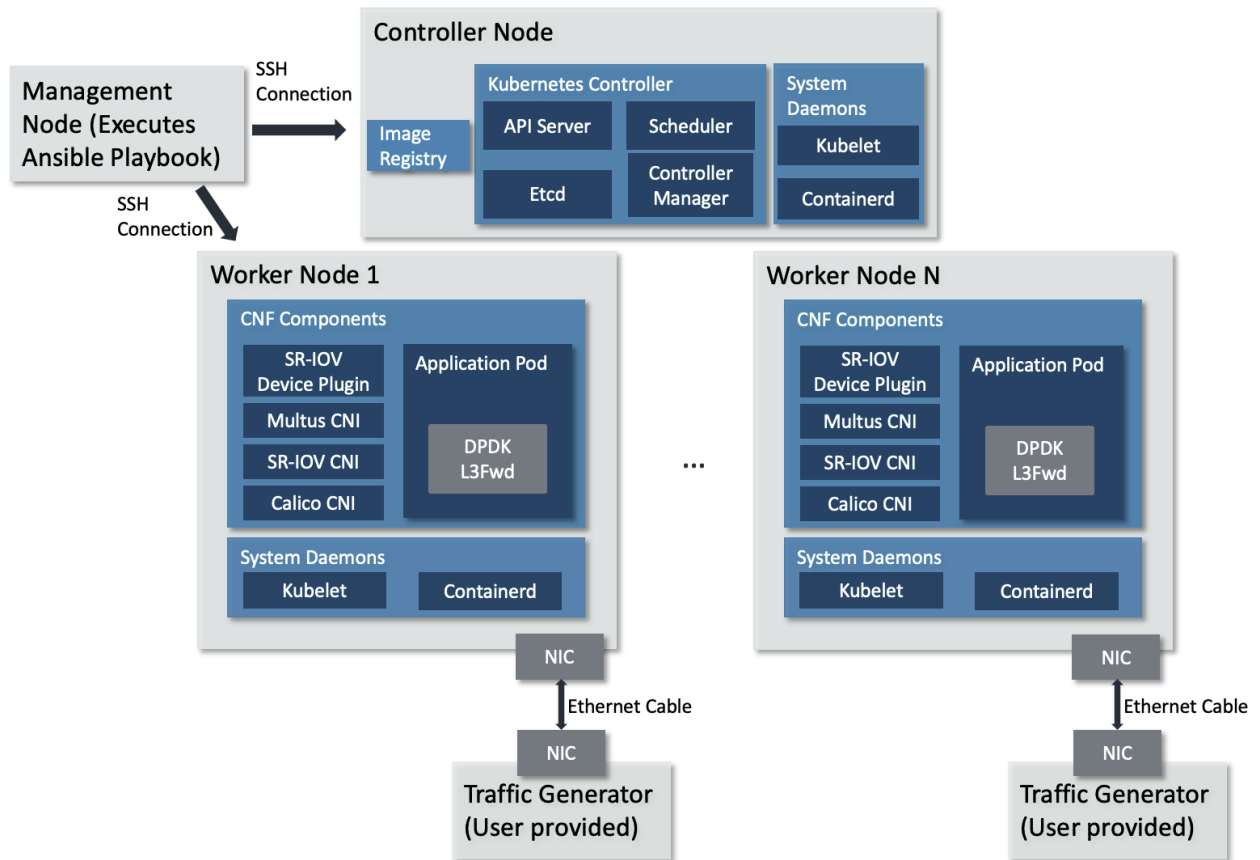 Controller Node
SSH
Connection
Management
Node (Executes
Ansible Playbook)
Image
Registry
Kubernetes Controller
API Server
Scheduler
Etcd
Controller
Manager
System
Daemons
Kubelet
Containerd
SSH
Connection
Worker Node 1
CNF Components
SR-IOV
Device Plugin
Multus CNI
SR-IOV CNI
Calico CNI
Application Pod
DPDK
L3Fwd
System Daemons
Kubelet
Containerd
NIC
Ethernet Cable
NIC
Traffic Generator
(User provided)
...
Worker Node N
CNF Components
SR-IOV
Device Plugin
Multus CNI
SR-IOV CNI
Calico CNI
Application Pod
DPDK
L3Fwd
System Daemons
Kubelet
Containerd
NIC
Ethernet Cable
NIC
Traffic Generator
(User provided)